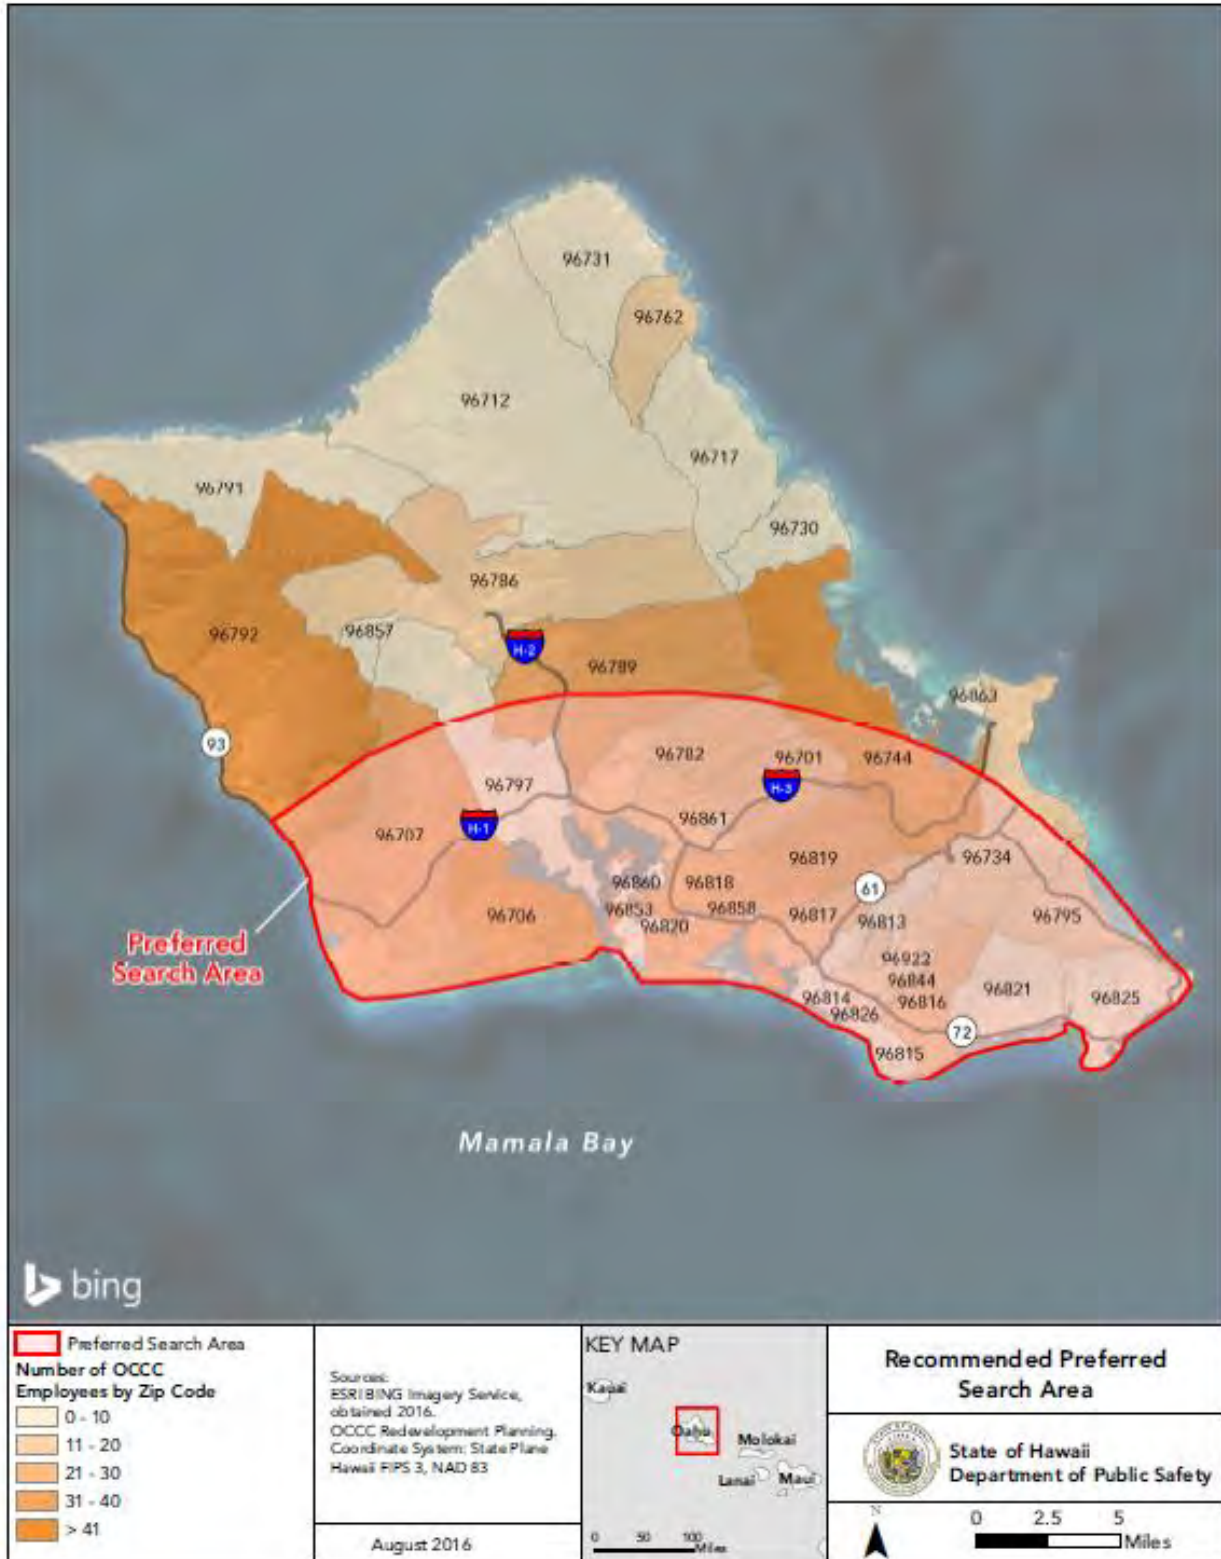 96731
96762
96712
96717
96791
96730
96786
96857
96792
H-2
96789
96863
93
96782
96701
96744
96797
H-3
H-1
96861
96707
96819
96734
96860
96818
61
96706
96853
96858
96817
96813
96795
96820
Preferred
Search Area
96922
96844
96821
96825
96814
96816
96826
72
96815
Mamala Bay
bing
Preferred Search Area
Number of OCCC
Employees by Zip Code
0 - 10
11 - 20
21 - 30
31 - 40
> 41
Sources:
ESRI BING Imagery Service,
obtained 2016.
OCCC Redevelopment Planning.
Coordinate System: State Plane
Hawaii FIPS 3, NAD 83
August 2016
KEY MAP
Kauai
Oahu
Molokai
Lanai
Maui
0 50 100
Miles
Recommended Preferred
Search Area
State of Hawaii
Department of Public Safety
N
0 2.5 5
Miles